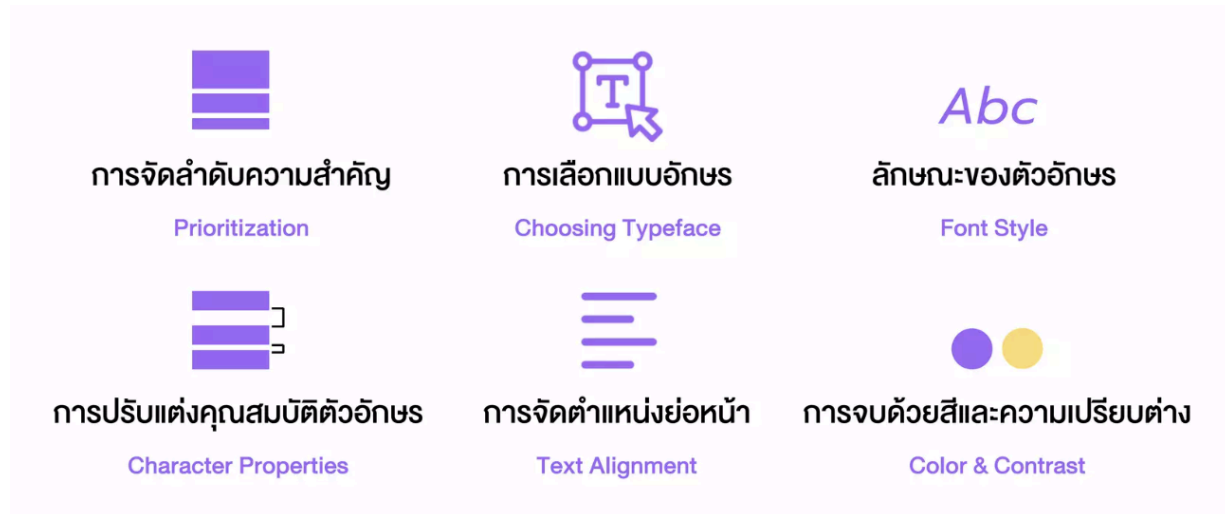 Abc
การจัดลำดับความสำคัญ
Prioritization
การเลือกแบบอักษร
Choosing Typeface
ลักษณะของตัวอักษร
Font Style
การปรับแต่งคุณสมบัติตัวอักษร
Character Properties
การจัดตำแหน่งย่อหน้า
Text Alignment
การจบด้วยสีและความเปรียบต่าง
Color & Contrast